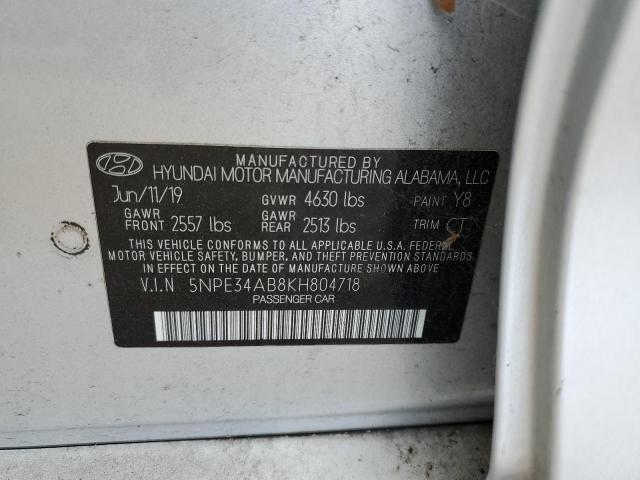 MANUFACTURED BY
HYUNDAI MOTOR MANUFACTURING ALABAMA, LLC
Jun/11/19 GVWR 4630 lbs PAINT Y8
GAWR FRONT 2557 lbs GAWR REAR 2513 lbs TRIM CT
THIS VEHICLE CONFORMS TO ALL APPLICABLE U.S.A. FEDERAL
MOTOR VEHICLE SAFETY, BUMPER, AND THEFT PREVENTION
STANDARDS IN EFFECT ON THE DATE OF MANUFACTURE SHOWN ABOVE
V.I.N 5NPE34AB8KH804718
PASSENGER CAR